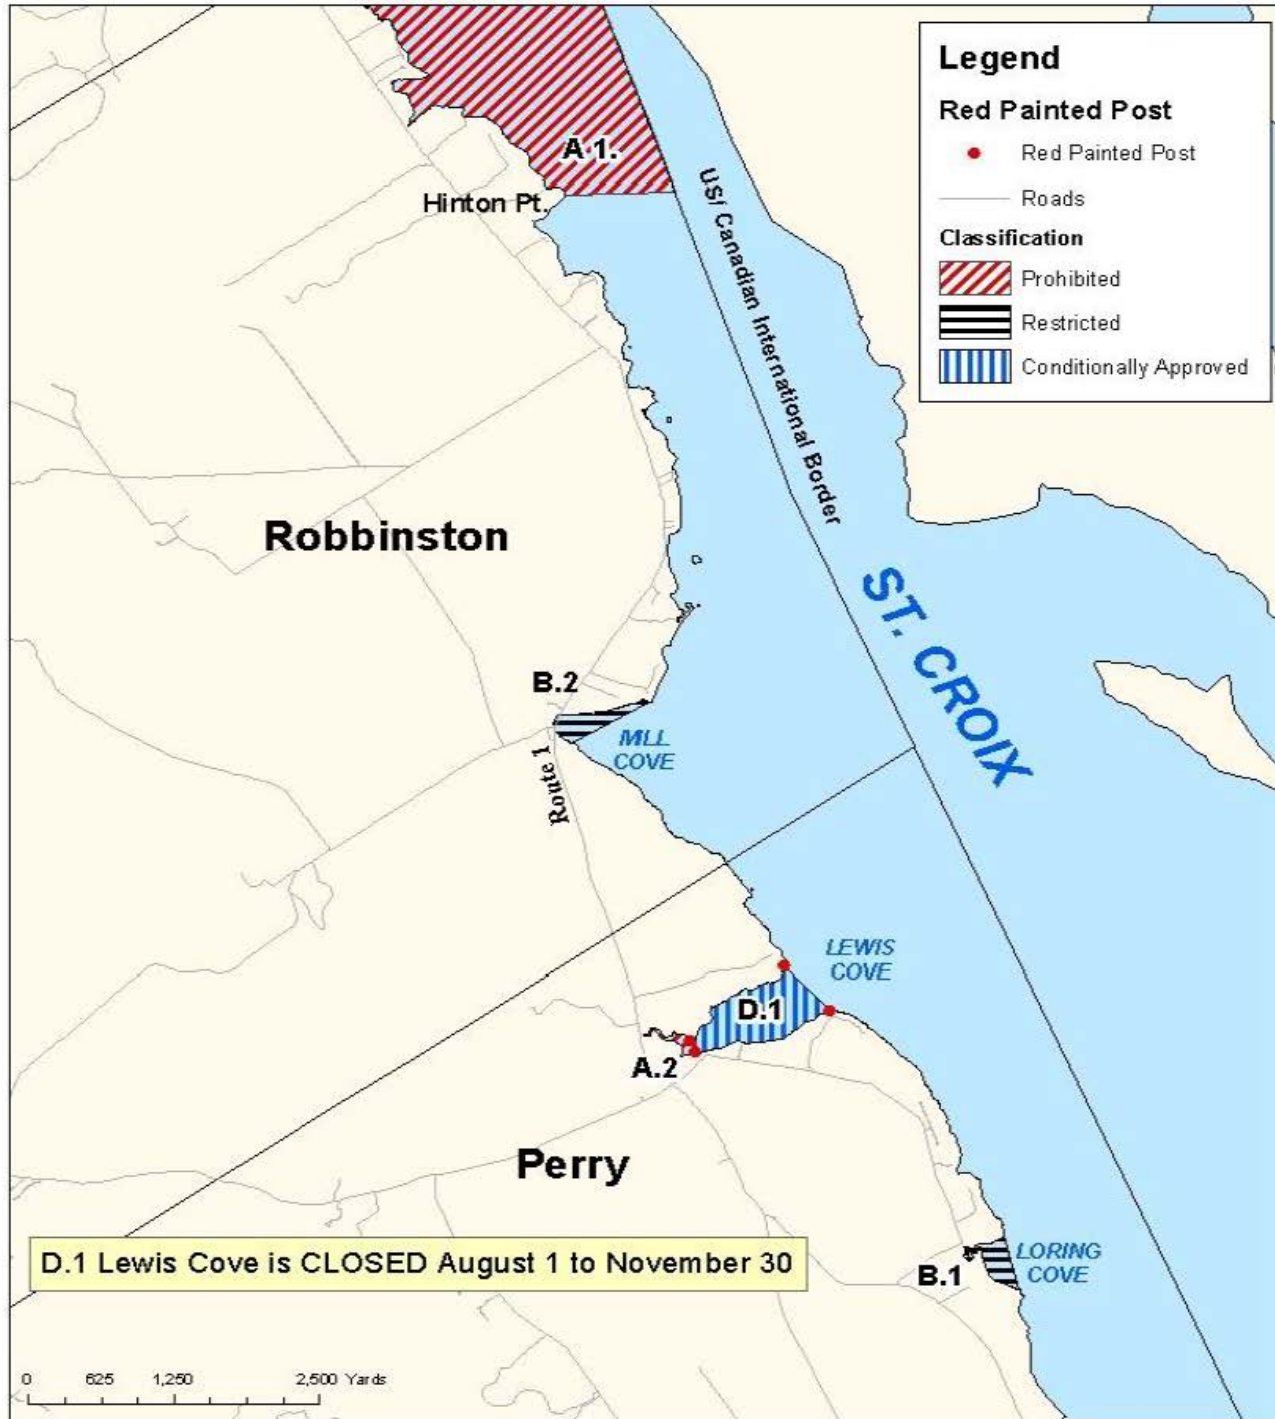 Legend
Red Painted Post
Red Painted Post
Roads
Classification
Prohibited
Restricted
Conditionally Approved
A 1.
Hinton Pt.
US/ Canadian International Border
Robbinston
ST. CROIX
B.2
MILL
COVE
Route 1
LEWIS
COVE
D.1
A.2
Perry
D.1 Lewis Cove is CLOSED August 1 to November 30
LORING
COVE
B.1
0 625 1,250 2,500 Yards